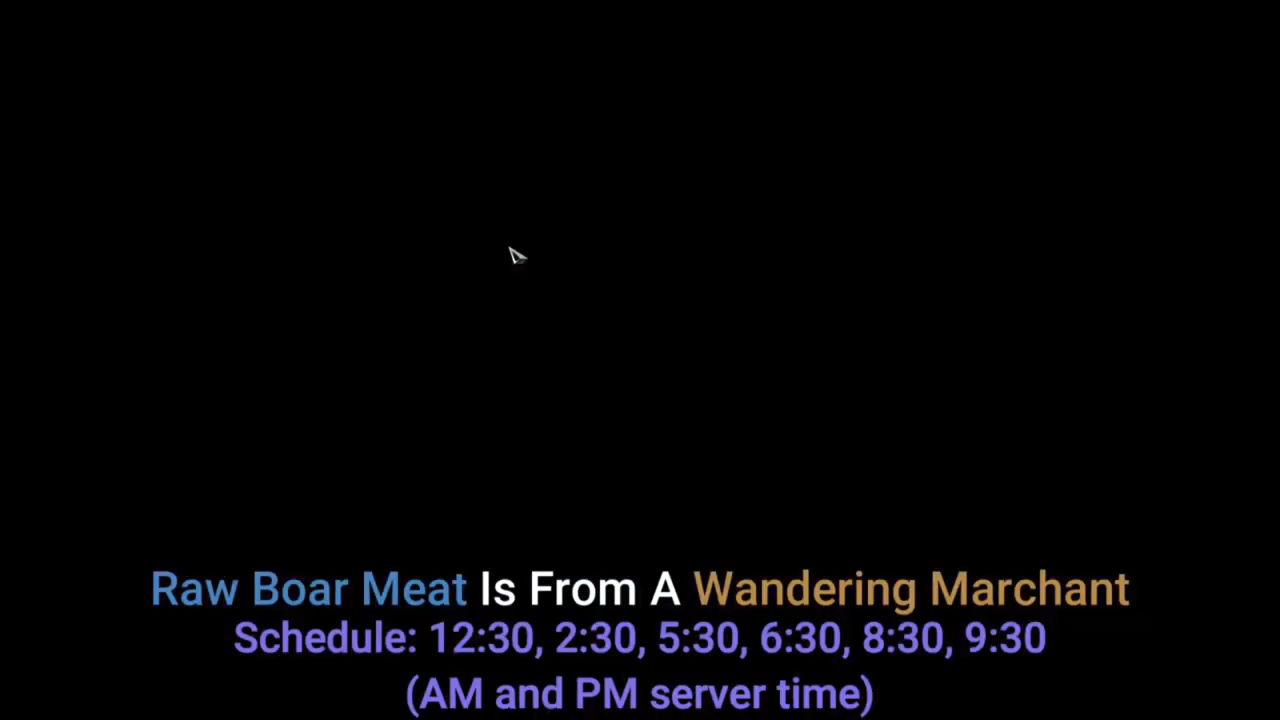 Raw Boar Meat Is From A Wandering Marchant
Schedule: 12:30, 2:30, 5:30, 6:30, 8:30, 9:30
(AM and PM server time)